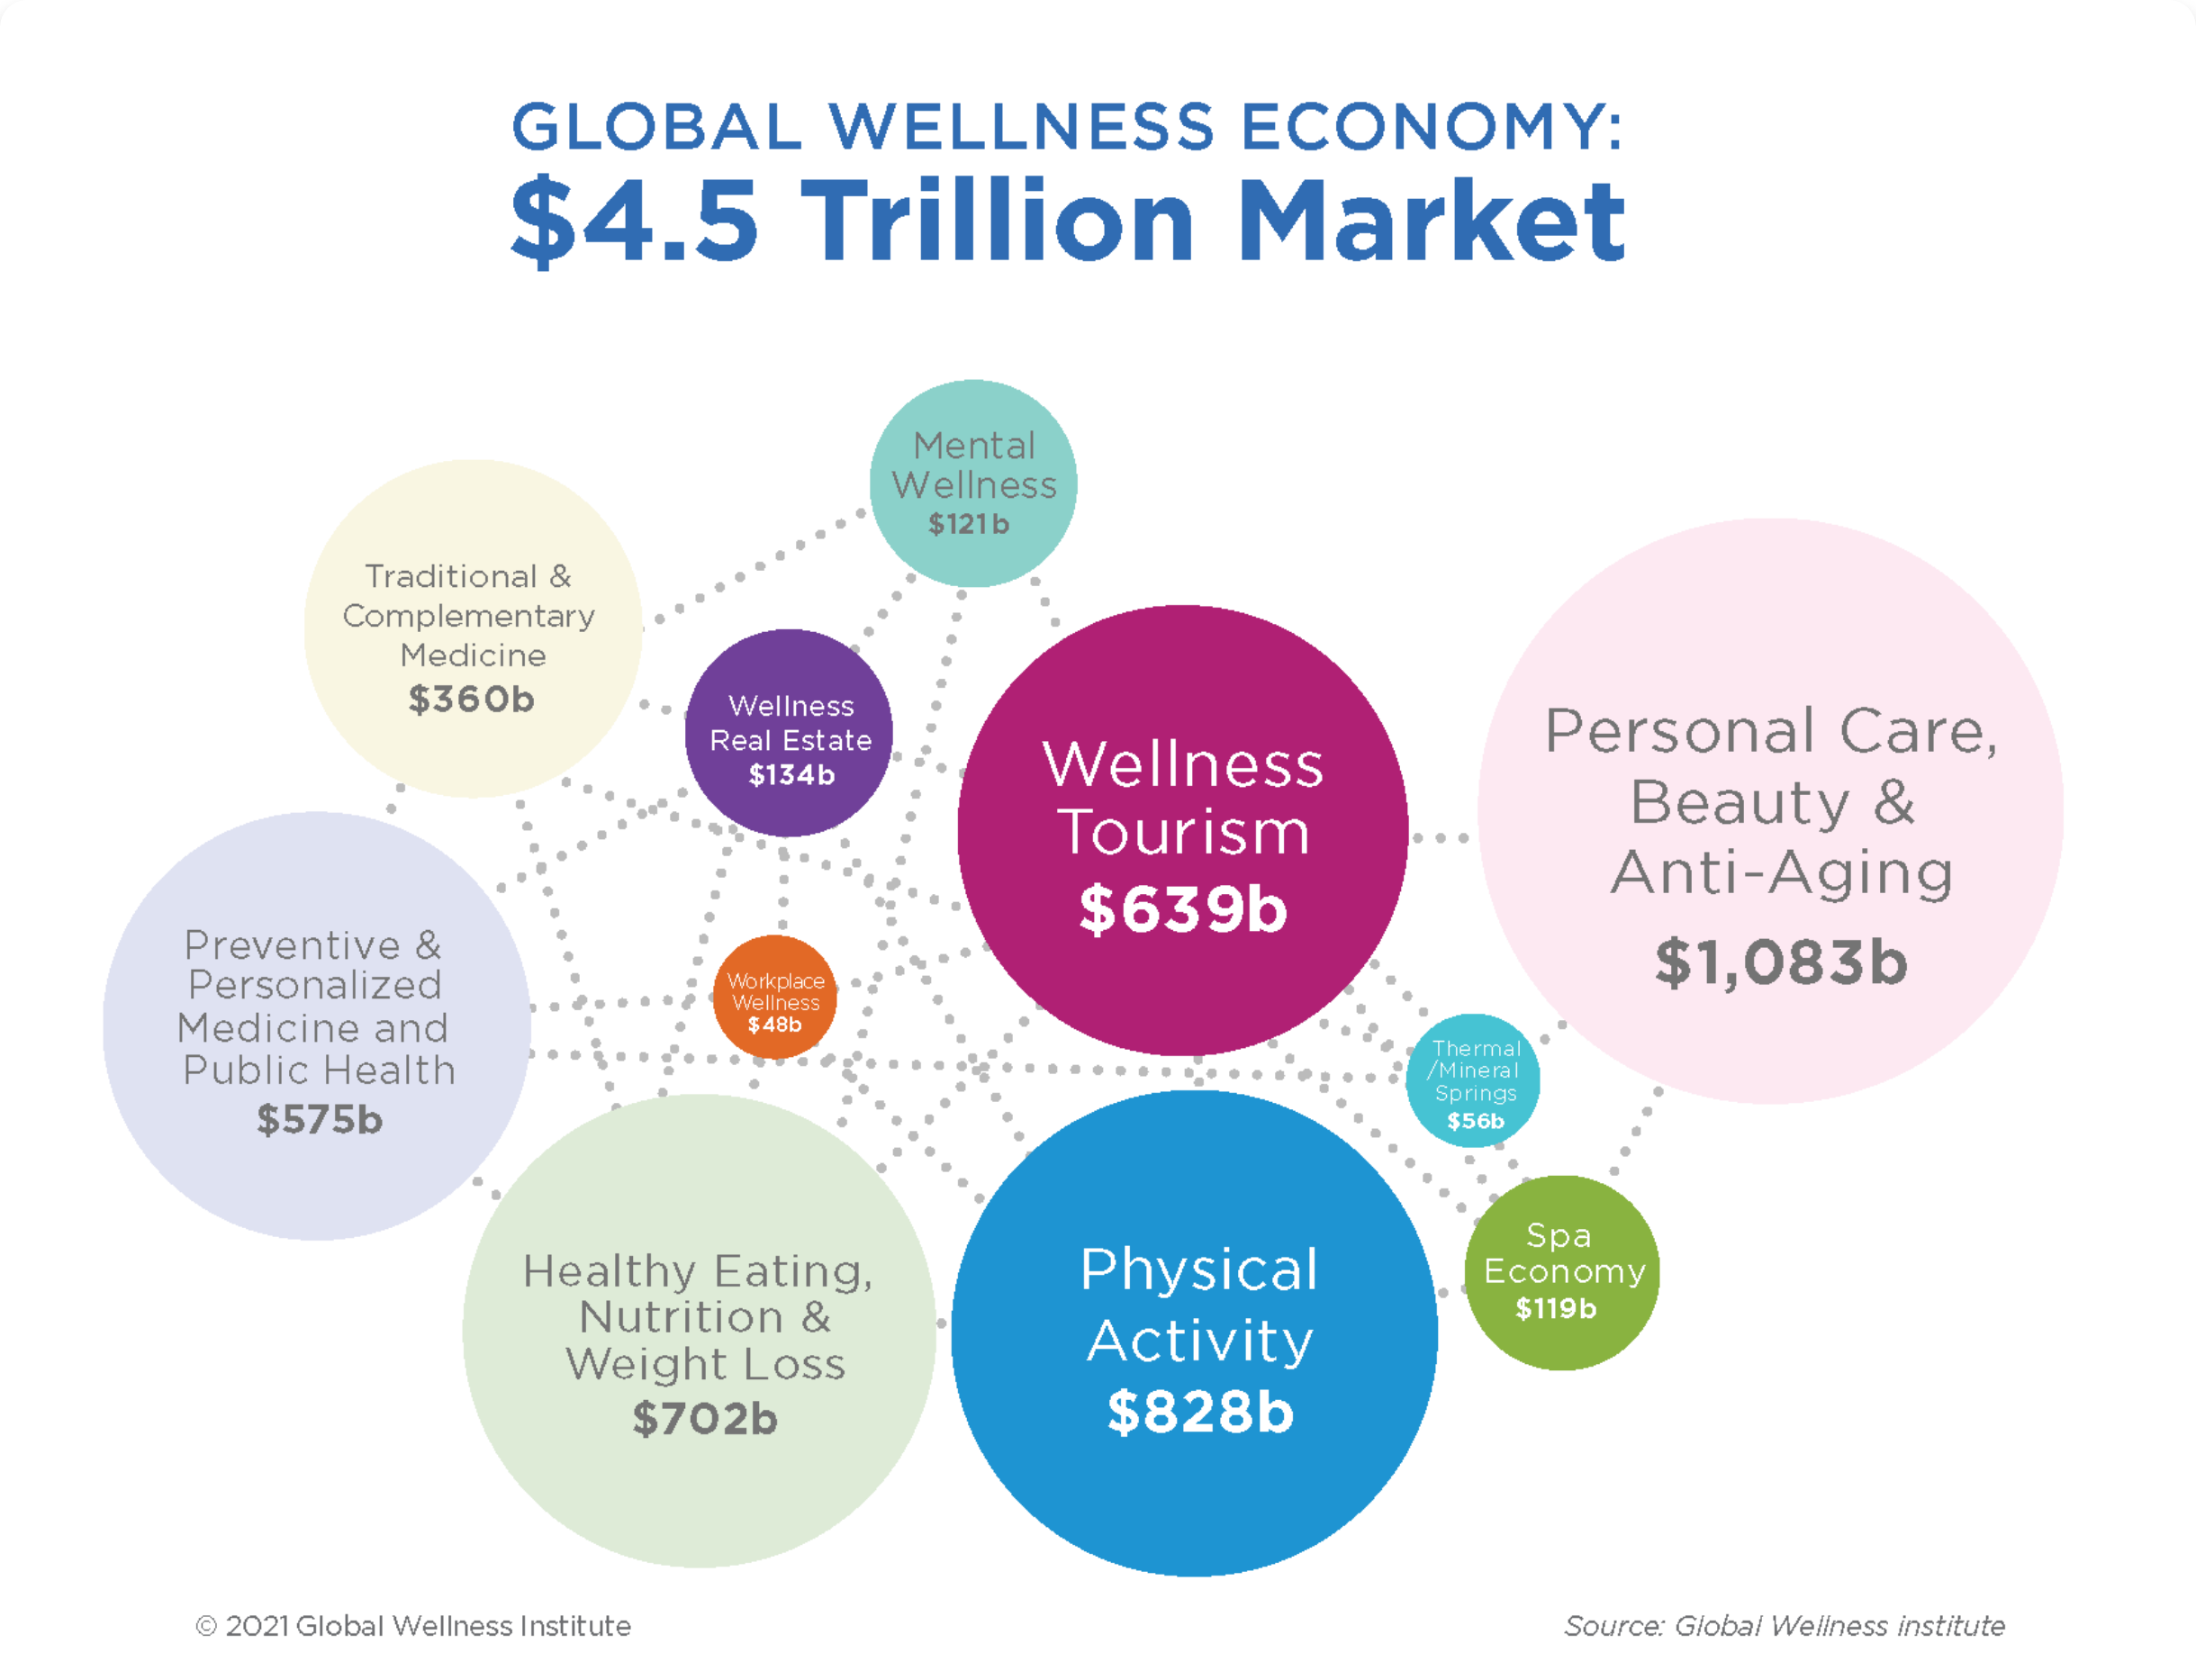 GLOBAL WELLNESS ECONOMY:
$4.5 Trillion Market
Mental
Wellness
$121b
Traditional &
Complementary
Medicine
$360b
Wellness
Real Estate
$134b
Wellness
Tourism
$639b
Personal Care,
Beauty &
Anti-Aging
$1,083b
Preventive &
Personalized
Medicine and
Public Health
$575b
Workplace
Wellness
$48b
Thermal
/Mineral
Springs
$56b
Healthy Eating,
Nutrition &
Weight Loss
$702b
Physical
Activity
$828b
Spa
Economy
$119b
© 2021 Global Wellness Institute
Source: Global Wellness institute